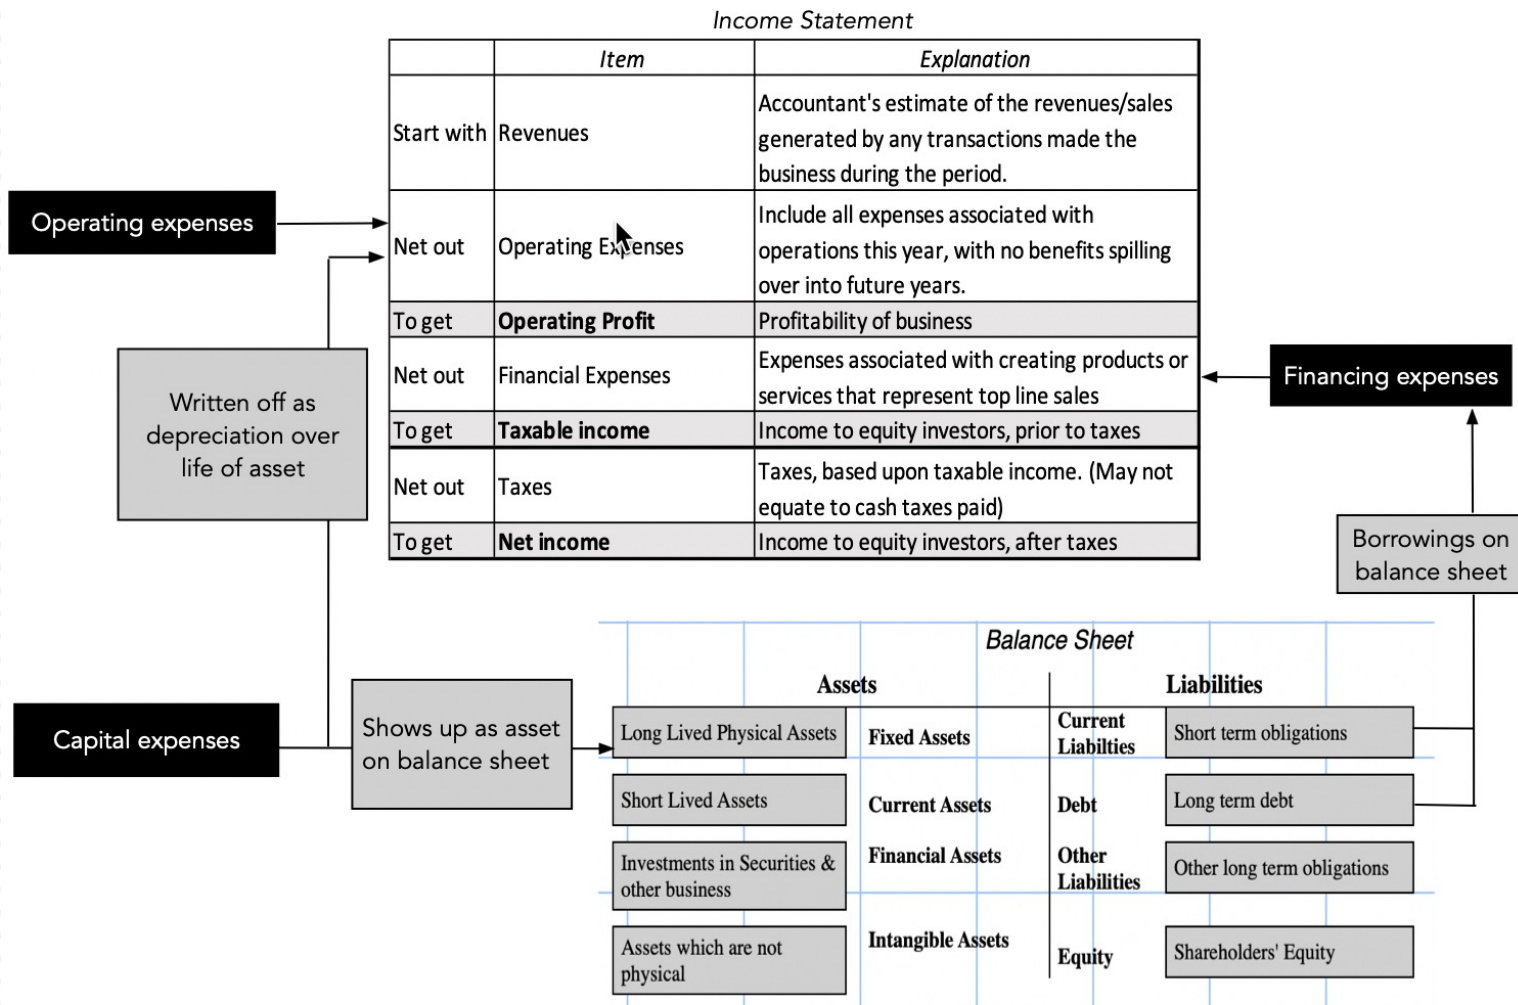 Income Statement
Item Explanation
Start with Revenues Accountant's estimate of the revenues/sales
generated by any transactions made the
business during the period.
Operating expenses
Net out Operating Expenses Include all expenses associated with
operations this year, with no benefits spilling
over into future years.
To get Operating Profit Profitability of business
Net out Financial Expenses Expenses associated with creating products or
services that represent top line sales
Financing expenses
To get Taxable income Income to equity investors, prior to taxes
Net out Taxes Taxes, based upon taxable income. (May not
equate to cash taxes paid)
To get Net income Income to equity investors, after taxes
Written off as
depreciation over
life of asset
Borrowings on
balance sheet
Capital expenses
Shows up as asset
on balance sheet
Balance Sheet
Assets Liabilities
Long Lived Physical Assets Fixed Assets
Current
Liabilties
Short term obligations
Short Lived Assets Current Assets Debt Long term debt
Investments in Securities &
other business
Financial Assets
Other
Liabilities
Other long term obligations
Assets which are not
physical
Intangible Assets Equity Shareholders' Equity